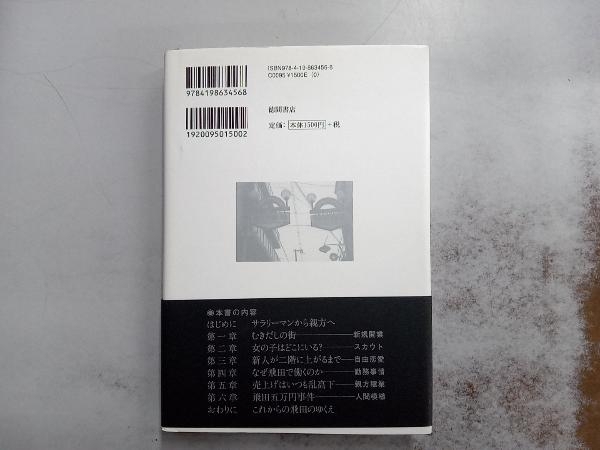 ISBN978-4-19-863456-8
C0095 ¥1500E (0)
9784198634568
徳間書店
定価：本体1500円+税
1920095015002
本書の内容
はじめに サラリーマンから親方へ
第一章 むきだしの街――新規開業
第二章 女の子はどこにいる？――スカウト
第三章 新人が二階に上がるまで――自由恋愛
第四章 なぜ飛田で働くのか――勤務事情
第五章 売上げはいつも乱高下――親方稼業
第六章 飛田五万円事件――人間模様
おわりに これからの飛田のゆくえ